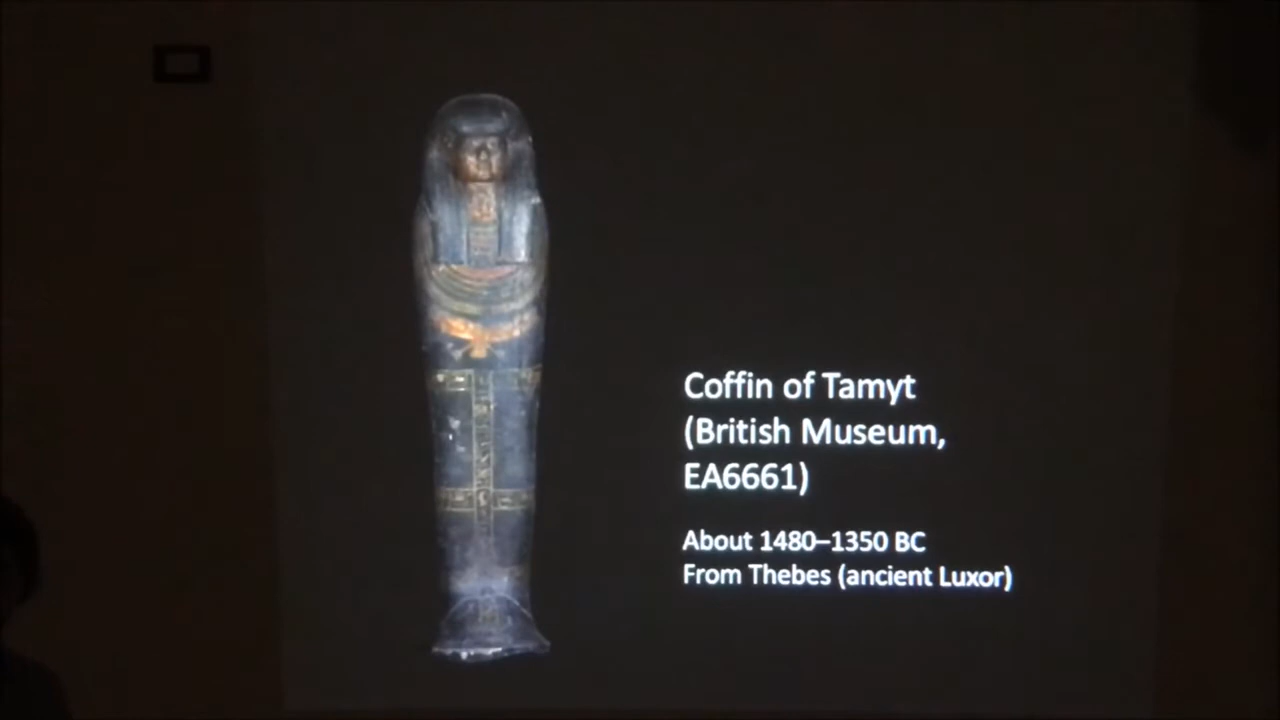 Coffin of Tamyt
(British Museum,
EA6661)
About 1480–1350 BC
From Thebes (ancient Luxor)